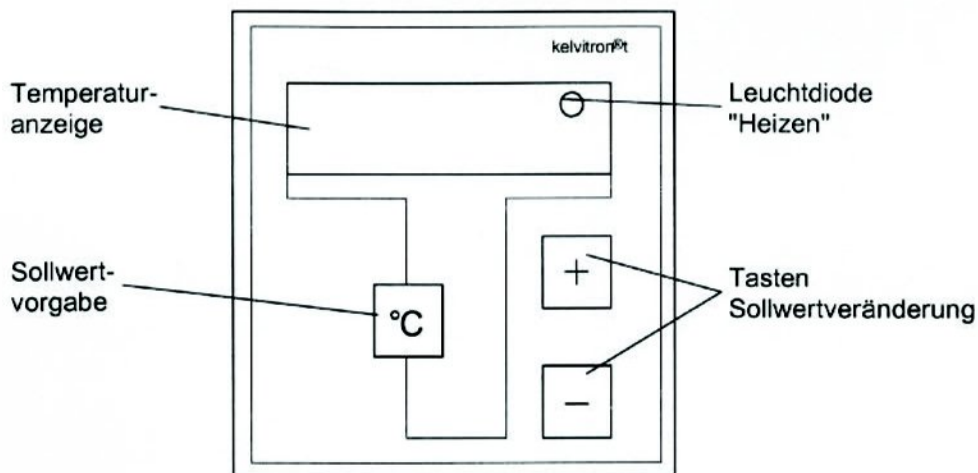 kelvitron®t
Temperatur-
anzeige
Leuchtdiode
"Heizen"
Sollwert-
vorgabe
°C
+
−
Tasten
Sollwertveränderung